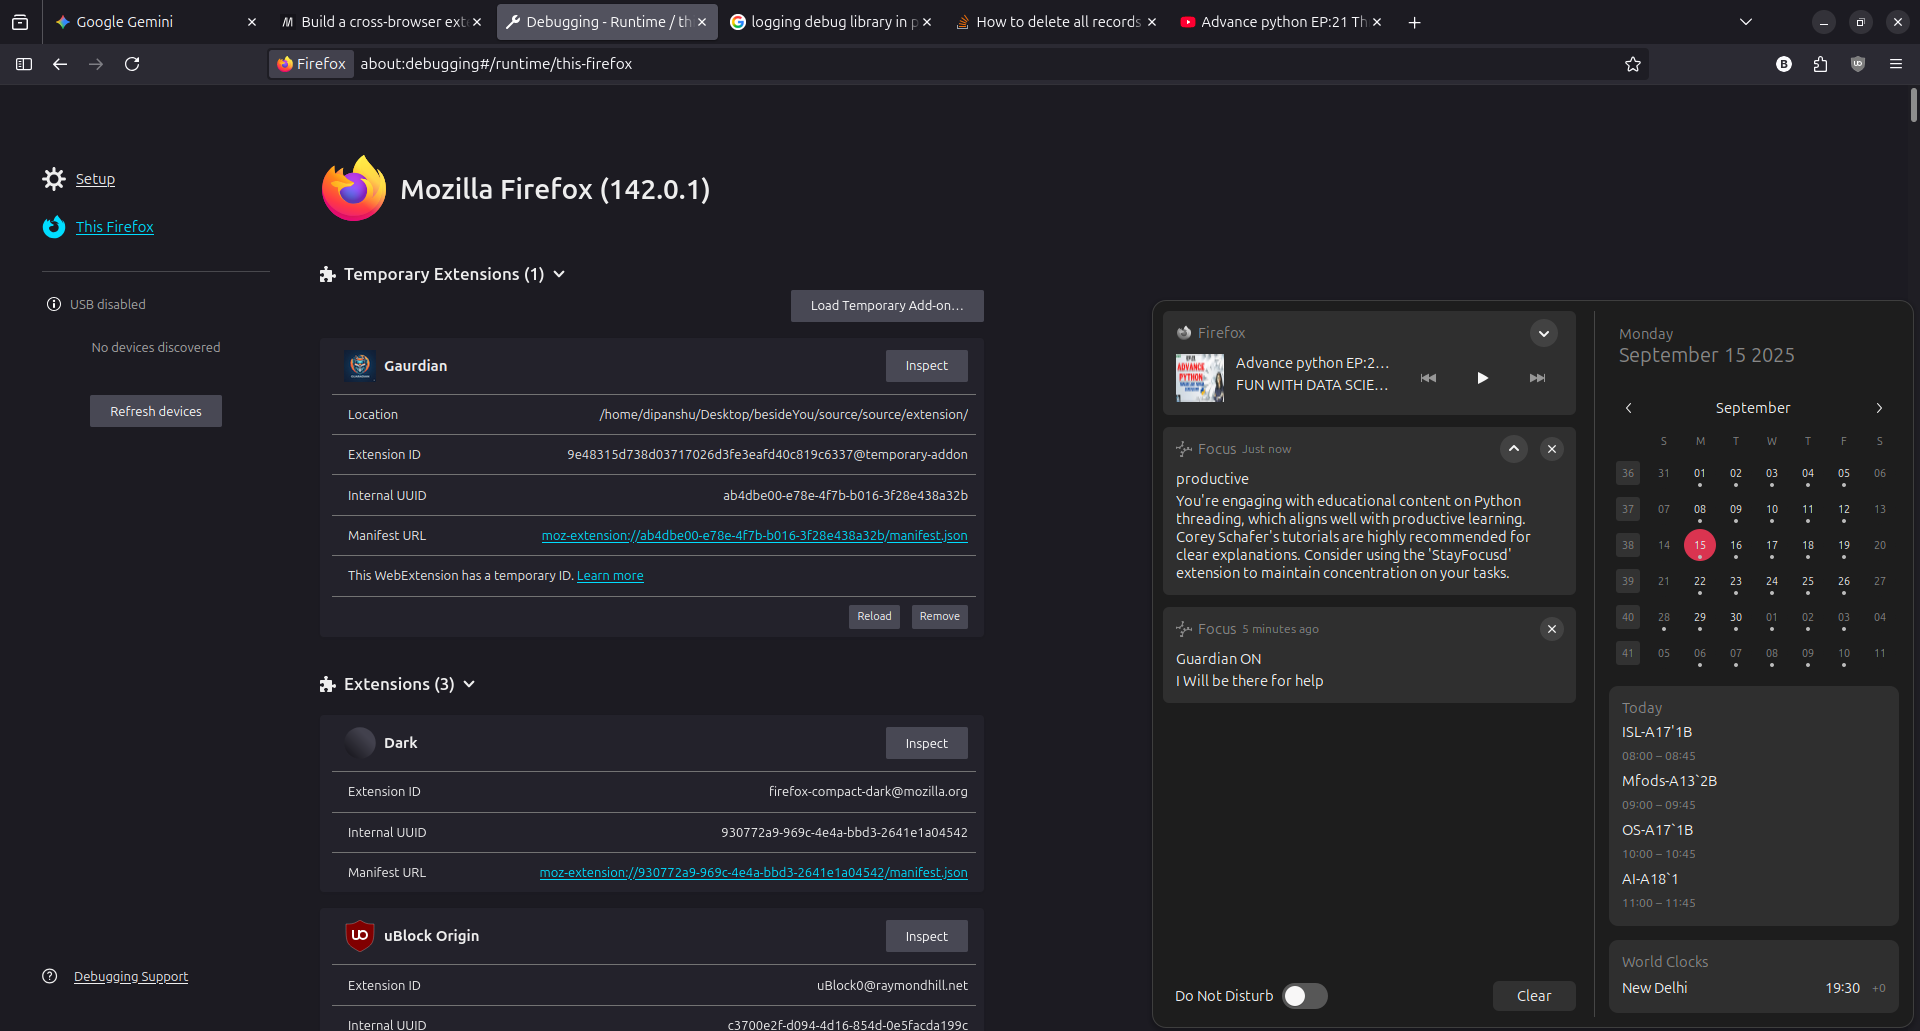 Google Gemini
Build a cross-browser ext
Debugging - Runtime / th
logging debug library in p
How to delete all records
Advance python EP:21 Th
Firefox
about:debugging#/runtime/this-firefox
Setup
This Firefox
USB disabled
No devices discovered
Refresh devices
Debugging Support
Mozilla Firefox (142.0.1)
Temporary Extensions (1)
Load Temporary Add-on…
Gaurdian
Inspect
Location /home/dipanshu/Desktop/besideYou/source/source/extension/
Extension ID 9e48315d738d03717026d3fe3eafd40c819c6337@temporary-addon
Internal UUID ab4dbe00-e78e-4f7b-b016-3f28e438a32b
Manifest URL moz-extension://ab4dbe00-e78e-4f7b-b016-3f28e438a32b/manifest.json
This WebExtension has a temporary ID. Learn more
Reload Remove
Extensions (3)
Dark
Inspect
Extension ID firefox-compact-dark@mozilla.org
Internal UUID 930772a9-969c-4e4a-bbd3-2641e1a04542
Manifest URL moz-extension://930772a9-969c-4e4a-bbd3-2641e1a04542/manifest.json
uBlock Origin
Inspect
Extension ID uBlock0@raymondhill.net
Internal UUID c3700e2f-d094-4d16-854d-0e5facda199c
Firefox
ADVANCE
PYTHON
Advance python EP:2…
FUN WITH DATA SCIE…
Focus Just now
productive
You're engaging with educational content on Python
threading, which aligns well with productive learning.
Corey Schafer's tutorials are highly recommended for
clear explanations. Consider using the 'StayFocusd'
extension to maintain concentration on your tasks.
Focus 5 minutes ago
Guardian ON
I Will be there for help
Do Not Disturb
Clear
Monday
September 15 2025
September
S M T W T F S
36 31 01 02 03 04 05 06
37 07 08 09 10 11 12 13
38 14 15 16 17 18 19 20
39 21 22 23 24 25 26 27
40 28 29 30 01 02 03 04
41 05 06 07 08 09 10 11
Today
ISL-A17'1B
08:00 – 08:45
Mfods-A13`2B
09:00 – 09:45
OS-A17`1B
10:00 – 10:45
AI-A18`1
11:00 – 11:45
World Clocks
New Delhi 19:30 +0